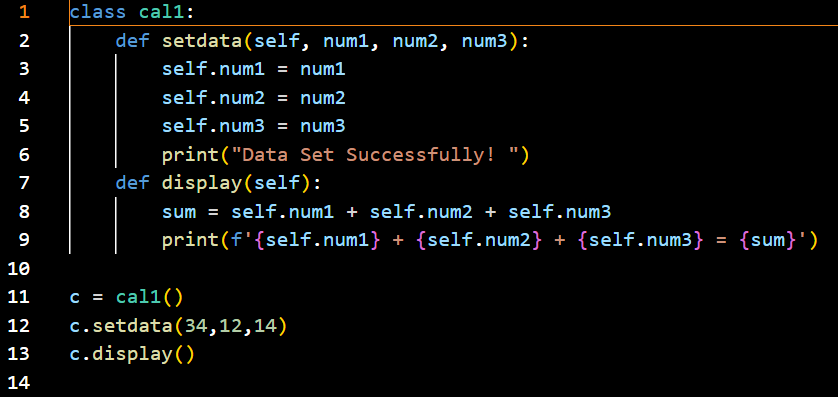 1 class cal1:
2     def setdata(self, num1, num2, num3):
3         self.num1 = num1
4         self.num2 = num2
5         self.num3 = num3
6         print("Data Set Successfully! ")
7     def display(self):
8         sum = self.num1 + self.num2 + self.num3
9         print(f'{self.num1} + {self.num2} + {self.num3} = {sum}')
10
11 c = cal1()
12 c.setdata(34,12,14)
13 c.display()
14